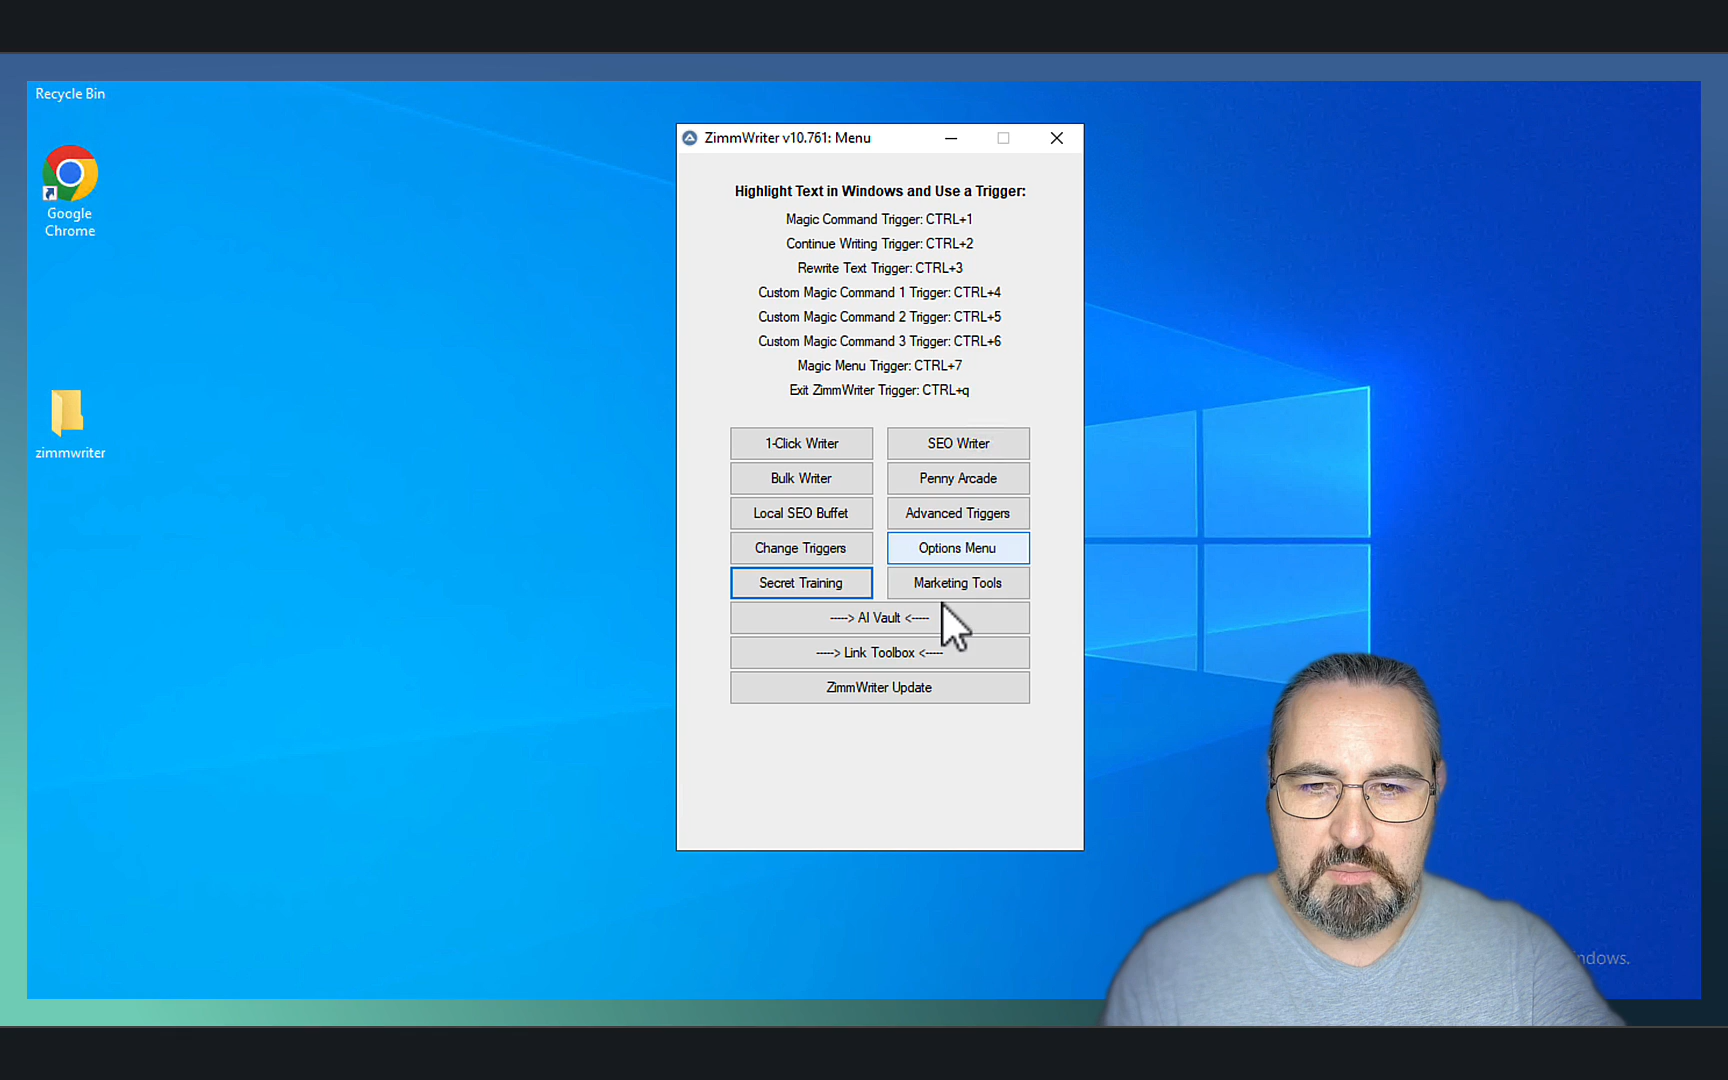 Recycle Bin
Google
Chrome
zimmwriter
ZimmWriter v10.761: Menu
Highlight Text in Windows and Use a Trigger:
Magic Command Trigger: CTRL+1
Continue Writing Trigger: CTRL+2
Rewrite Text Trigger: CTRL+3
Custom Magic Command 1 Trigger: CTRL+4
Custom Magic Command 2 Trigger: CTRL+5
Custom Magic Command 3 Trigger: CTRL+6
Magic Menu Trigger: CTRL+7
Exit ZimmWriter Trigger: CTRL+q
1-Click Writer SEO Writer
Bulk Writer Penny Arcade
Local SEO Buffet Advanced Triggers
Change Triggers Options Menu
Secret Training Marketing Tools
----> AI Vault <----
----> Link Toolbox <----
ZimmWriter Update
ndows.